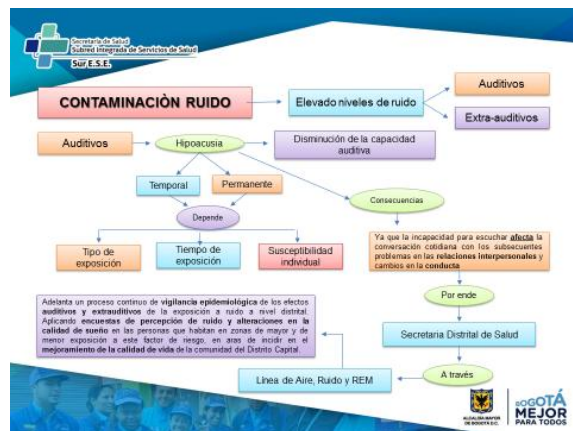 Secretaría de Salud
Subred Integrada de Servicios de Salud
Sur E.S.E.
CONTAMINACIÒN RUIDO
Elevado niveles de ruido
Auditivos
Extra-auditivos
Auditivos
Hipoacusia
Disminución de la capacidad
auditiva
Temporal
Permanente
Consecuencias
Depende
Tipo de
exposición
Tiempo de
exposición
Susceptibilidad
individual
Ya que la incapacidad para escuchar afecta la
conversación cotidiana con los subsecuentes
problemas en las relaciones interpersonales y
cambios en la conducta
Por ende
Adelanta un proceso continuo de vigilancia epidemiológica de los efectos
auditivos y extrauditivos de la exposición a ruido a nivel distrital.
Aplicando encuestas de percepción de ruido y alteraciones en la
calidad de sueño en las personas que habitan en zonas de mayor y de
menor exposición a este factor de riesgo, en aras de incidir en el
mejoramiento de la calidad de vida de la comunidad del Distrito Capital.
Secretaria Distrital de Salud
A través
Línea de Aire, Ruido y REM
ALCALDÍA MAYOR
DE BOGOTÁ D.C.
BOGOTÁ
MEJOR
PARA TODOS